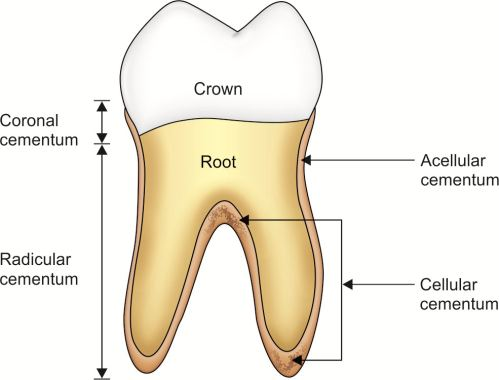 Crown
Coronal
cementum
Root
Acellular
cementum
Radicular
cementum
Cellular
cementum